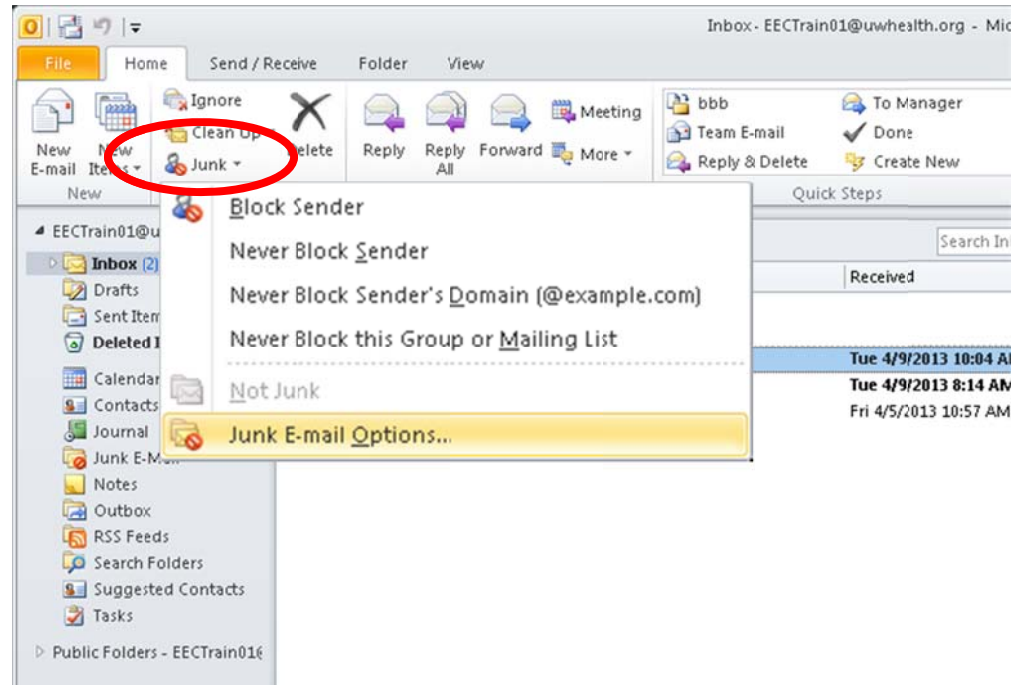 Inbox - EECTrain01@uwhealth.org - Mic
File Home Send / Receive Folder View
New E-mail
New Items
Ignore
Clean Up
Junk
Delete
Reply
Reply All
Forward
Meeting
More
bbb
Team E-mail
Reply & Delete
To Manager
Done
Create New
New
Quick Steps
Block Sender
Never Block Sender
Never Block Sender's Domain (@example.com)
Never Block this Group or Mailing List
Not Junk
Junk E-mail Options...
EECTrain01@u
Inbox (2)
Drafts
Sent Item
Deleted I
Calendar
Contacts
Journal
Junk E-M
Notes
Outbox
RSS Feeds
Search Folders
Suggested Contacts
Tasks
Public Folders - EECTrain01@
Search In
Received
Tue 4/9/2013 10:04 A
Tue 4/9/2013 8:14 AM
Fri 4/5/2013 10:57 AM